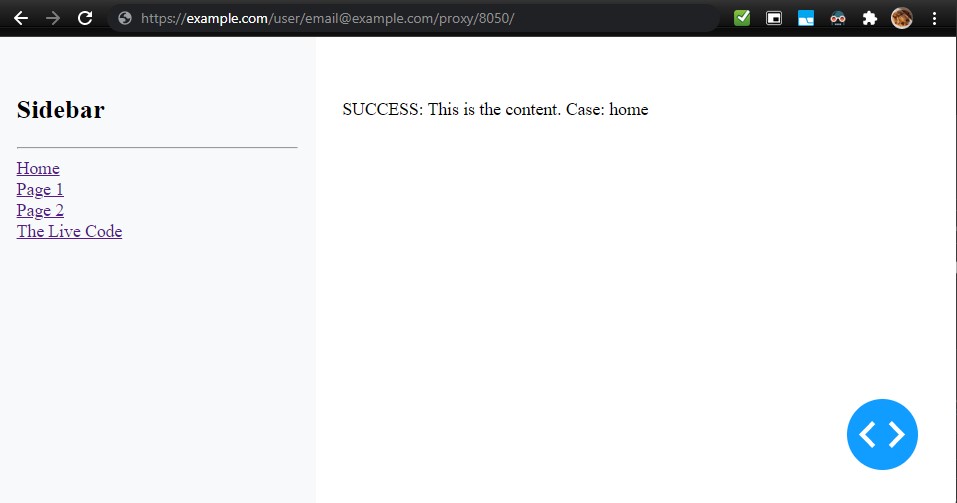 https://example.com/user/email@example.com/proxy/8050/
Sidebar
SUCCESS: This is the content. Case: home
Home
Page 1
Page 2
The Live Code